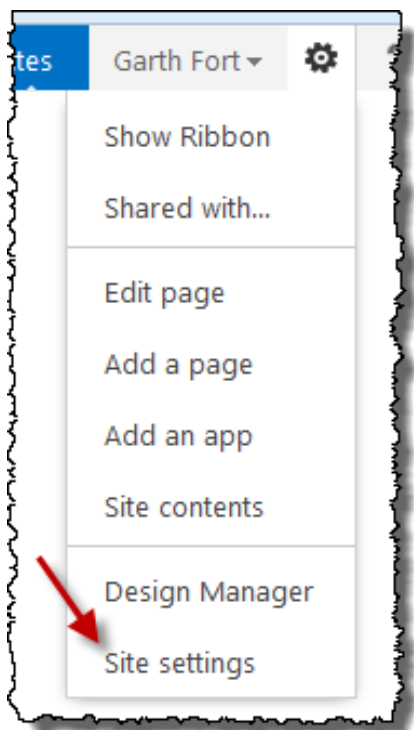 tes Garth Fort
Show Ribbon
Shared with...
Edit page
Add a page
Add an app
Site contents
Design Manager
Site settings